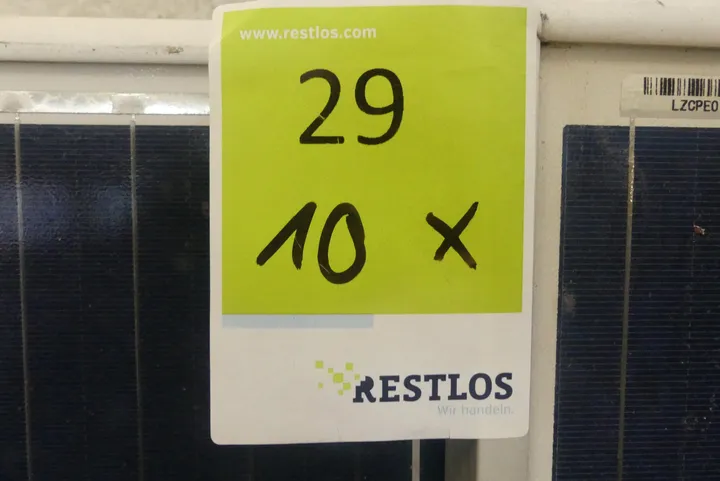 www.restlos.com
29
10 x
RESTLOS
Wir handeln.
LZCPE0